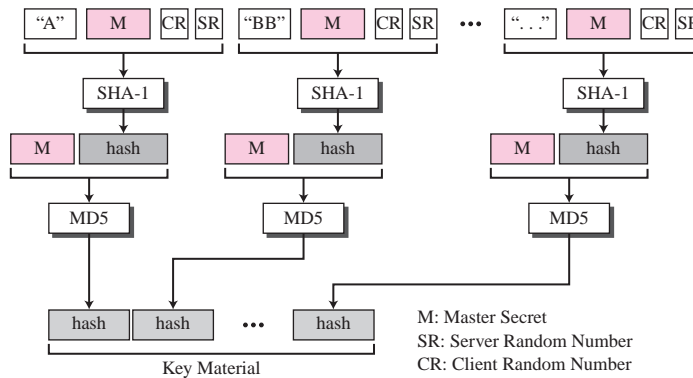 “A” M CR SR “BB” M CR SR ••• “. . .” M CR SR
SHA-1 SHA-1 SHA-1
M hash M hash M hash
MD5 MD5 MD5
hash hash ••• hash
Key Material
M: Master Secret
SR: Server Random Number
CR: Client Random Number